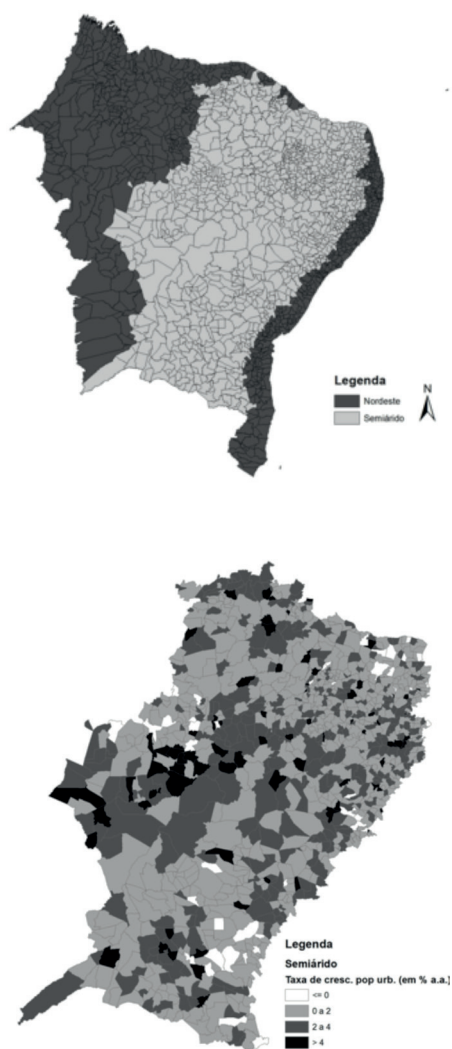 Legenda
N
Nordeste
Semiárido
Legenda
Semiárido
Taxa de cresc. pop urb. (em % a.a.)
<= 0
0 a 2
2 a 4
> 4